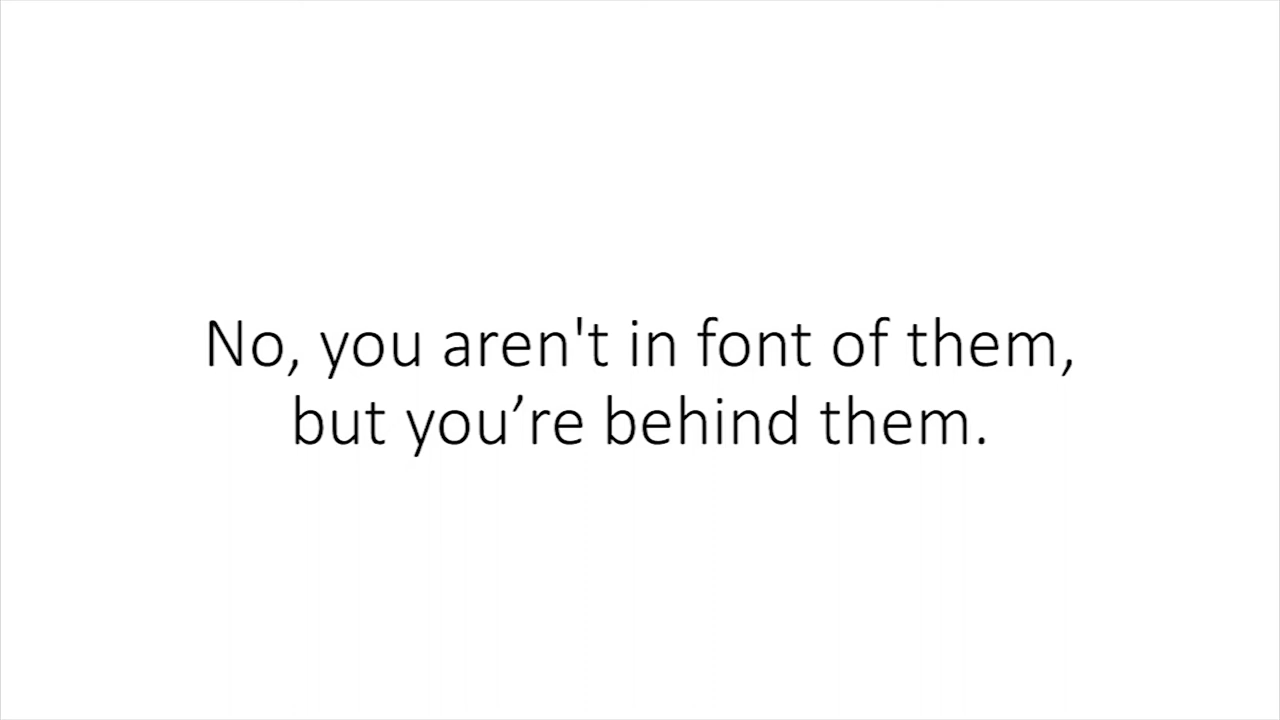 No, you aren't in font of them,
but you’re behind them.